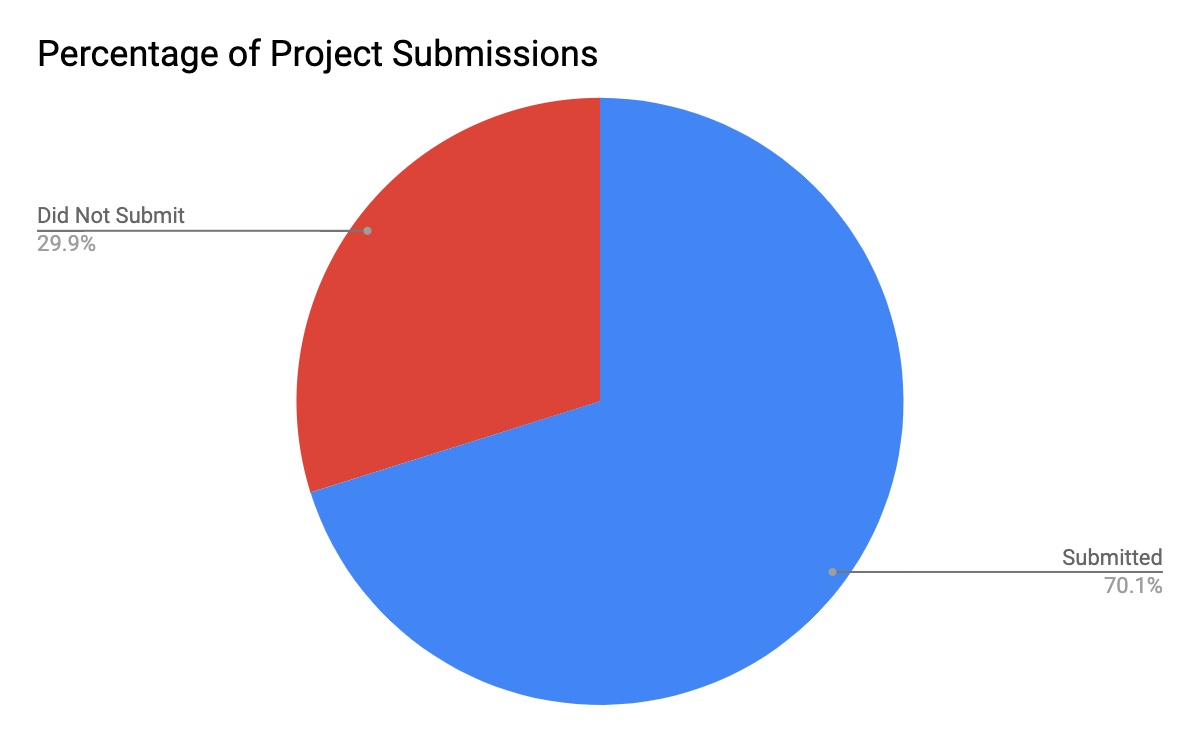 Percentage of Project Submissions
Did Not Submit
29.9%
Submitted
70.1%